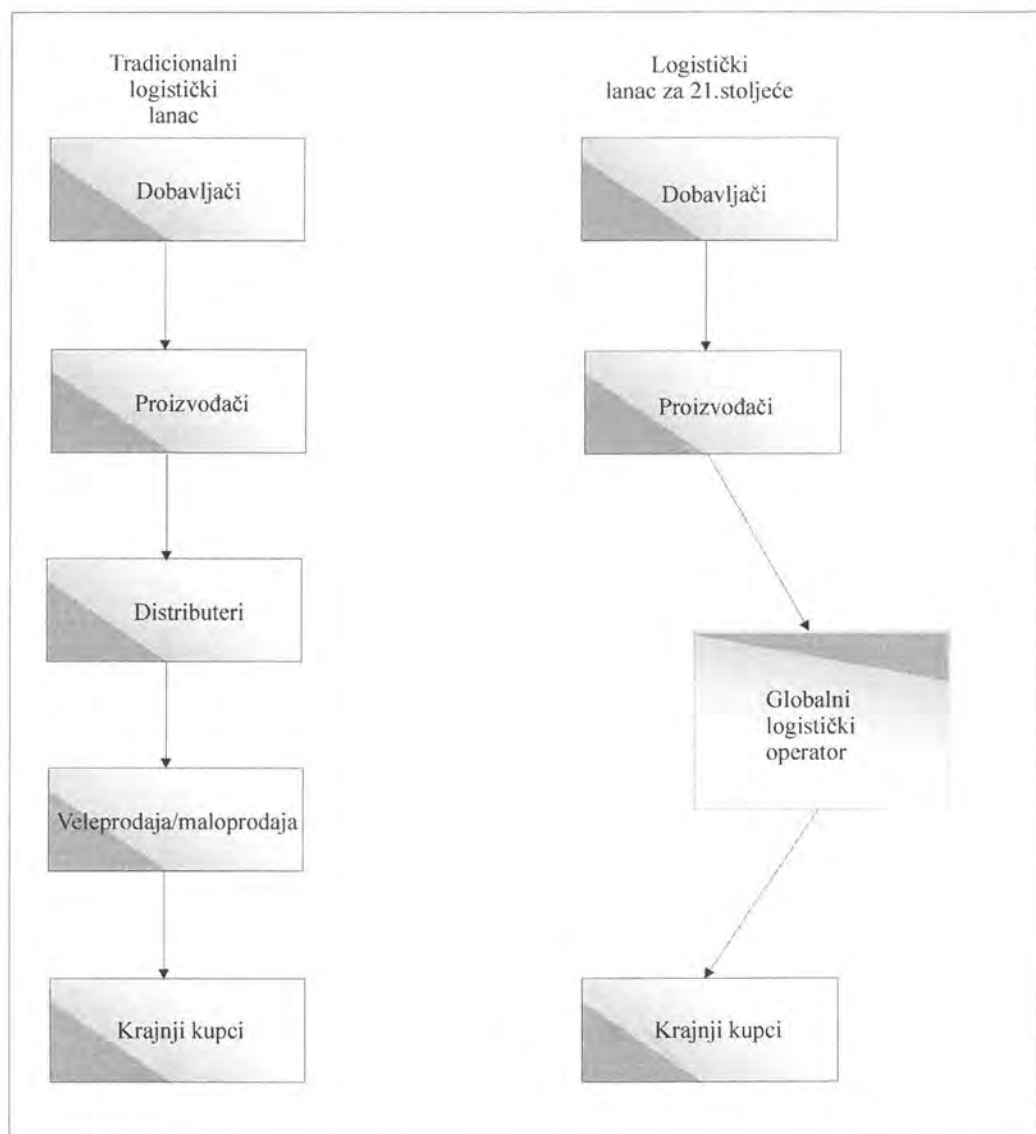 Tradicionalni
logistički
lanac
Dobavljači
Proizvođači
Distributeri
Veleprodaja/maloprodaja
Krajnji kupci
Logistički
lanac za 21.stoljeće
Dobavljači
Proizvođači
Globalni
logistički
operator
Krajnji kupci